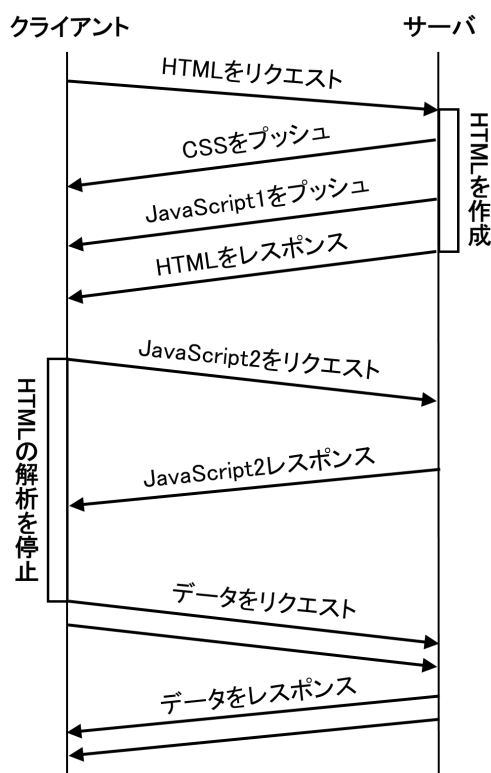 クライアント
サーバ
HTMLをリクエスト
HTMLを作成
CSSをプッシュ
JavaScript1をプッシュ
HTMLをレスポンス
JavaScript2をリクエスト
HTMLの解析を停止
JavaScript2レスポンス
データをリクエスト
データをレスポンス